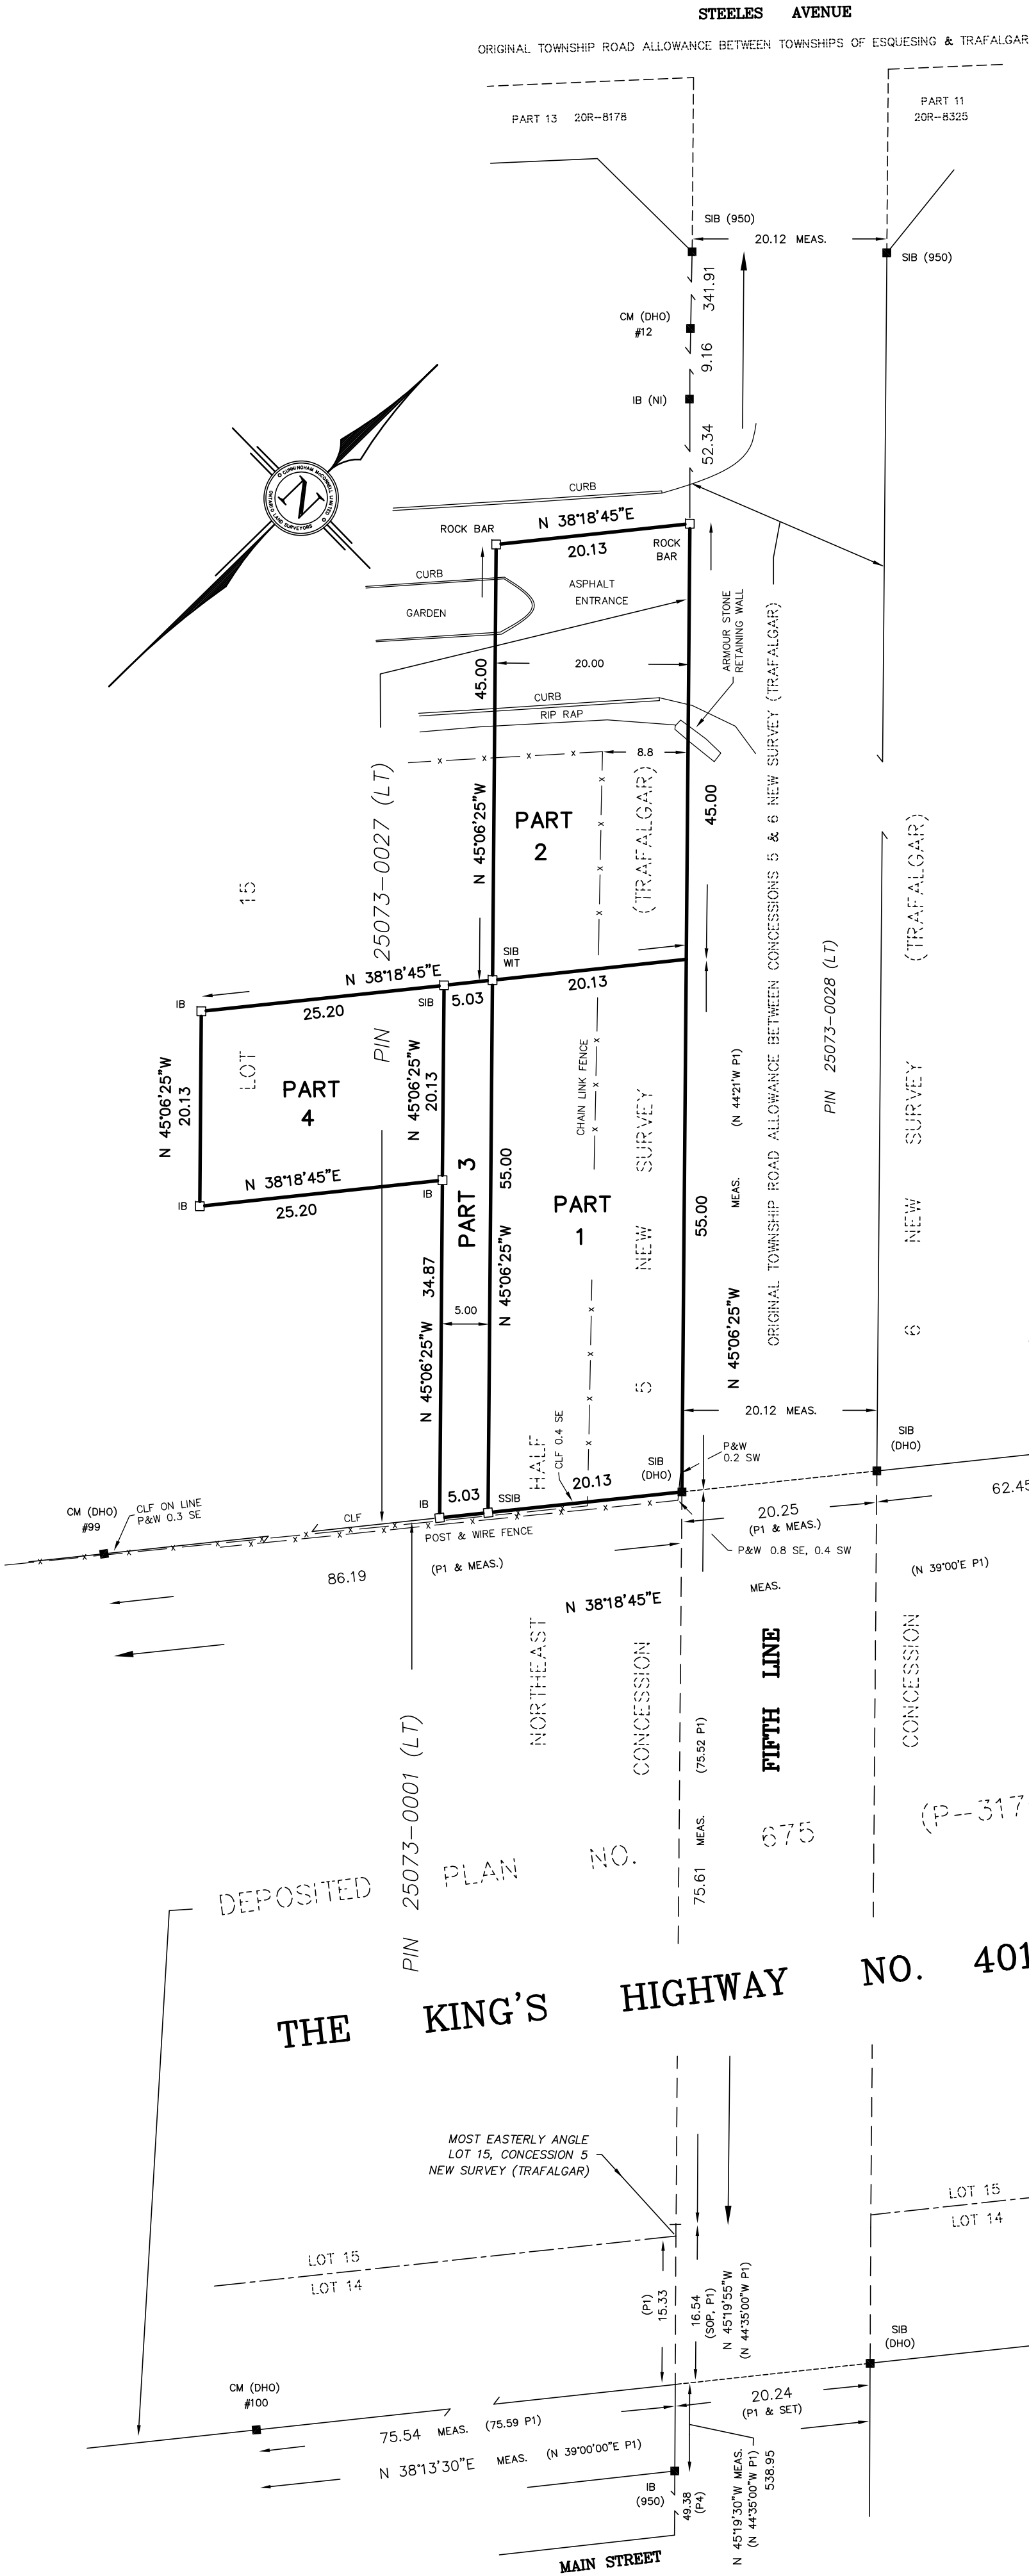 STEELES AVENUE
ORIGINAL TOWNSHIP ROAD ALLOWANCE BETWEEN TOWNSHIPS OF ESQUESING & TRAFALGAR
PART 13 20R-8178
PART 11
20R-8325
SIB (950)
20.12 MEAS.
SIB (950)
341.91
CM (DHO)
#12
9.16
IB (NI)
52.34
N
CUNNINGHAM McCONNELL LIMITED
ONTARIO LAND SURVEYORS
CURB
ROCK BAR
N 38°18'45"E
20.13
ROCK
BAR
CURB
ASPHALT
ENTRANCE
GARDEN
ARMOUR STONE
RETAINING WALL
45.00
20.00
CURB
RIP RAP
8.8
PIN 25073-0027 (LT)
N 45°06'25"W
PART
2
(TRAFALGAR)
45.00
ORIGINAL TOWNSHIP ROAD ALLOWANCE BETWEEN CONCESSIONS 5 & 6 NEW SURVEY (TRAFALGAR)
(TRAFALGAR)
15
SIB
WIT
N 38°18'45"E
IB
25.20
SIB
5.03
20.13
PIN 25073-0028 (LT)
LOT
N 45°06'25"W
20.13
PART
4
N 45°06'25"W
20.13
CHAIN LINK FENCE
(N 44°21'W P1)
MEAS.
SURVEY
SURVEY
N 38°18'45"E
IB
25.20
IB
PART 3
55.00
N 45°06'25"W
PART
1
NEW
55.00
NEW
34.87
5.00
N 45°06'25"W
N 45°06'25"W
5
6
20.12 MEAS.
HALF
CLF 0.4 SE
P&W
0.2 SW
SIB
(DHO)
SIB
(DHO)
CM (DHO)
#99
CLF ON LINE
P&W 0.3 SE
CLF
IB
5.03
SSIB
20.13
62.45
20.25
(P1 & MEAS.)
POST & WIRE FENCE
P&W 0.8 SE, 0.4 SW
86.19
(P1 & MEAS.)
(N 39°00'E P1)
MEAS.
N 38°18'45"E
NORTHEAST
CONCESSION
FIFTH LINE
CONCESSION
(75.52 P1)
75.61 MEAS.
PIN 25073-0001 (LT)
DEPOSITED PLAN NO. 675 (P-317
THE KING'S HIGHWAY NO. 401
MOST EASTERLY ANGLE
LOT 15, CONCESSION 5
NEW SURVEY (TRAFALGAR)
LOT 15
LOT 14
LOT 15
LOT 14
(P1)
15.33
16.54
(SOP, P1)
N 45°19'55"W
(N 44°35'00"W P1)
SIB
(DHO)
CM (DHO)
#100
20.24
(P1 & SET)
75.54 MEAS. (75.59 P1)
N 38°13'30"E MEAS. (N 39°00'00"E P1)
IB
(950)
49.38
(P4)
N 45°19'30"W MEAS.
(N 44°35'00"W P1)
538.95
MAIN STREET